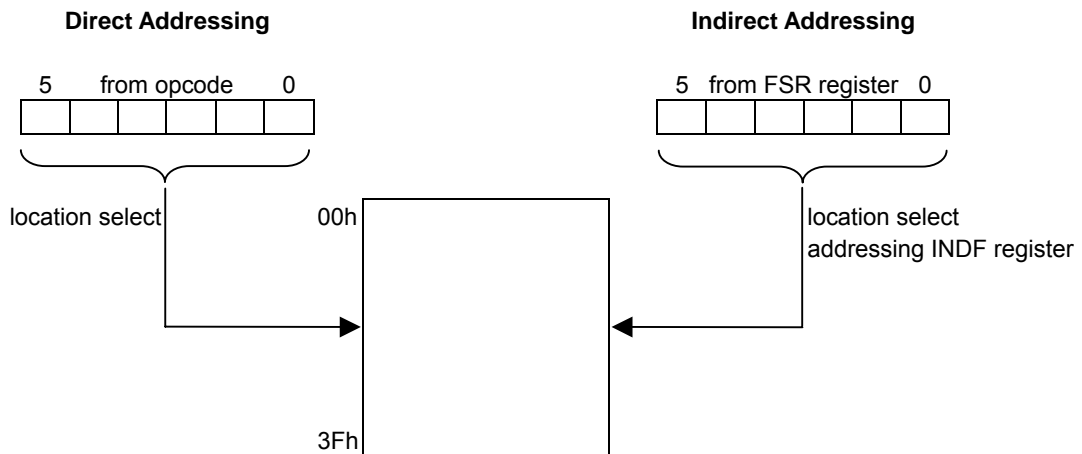 Direct Addressing
Indirect Addressing
5 from opcode 0
5 from FSR register 0
location select
00h
location select
addressing INDF register
3Fh